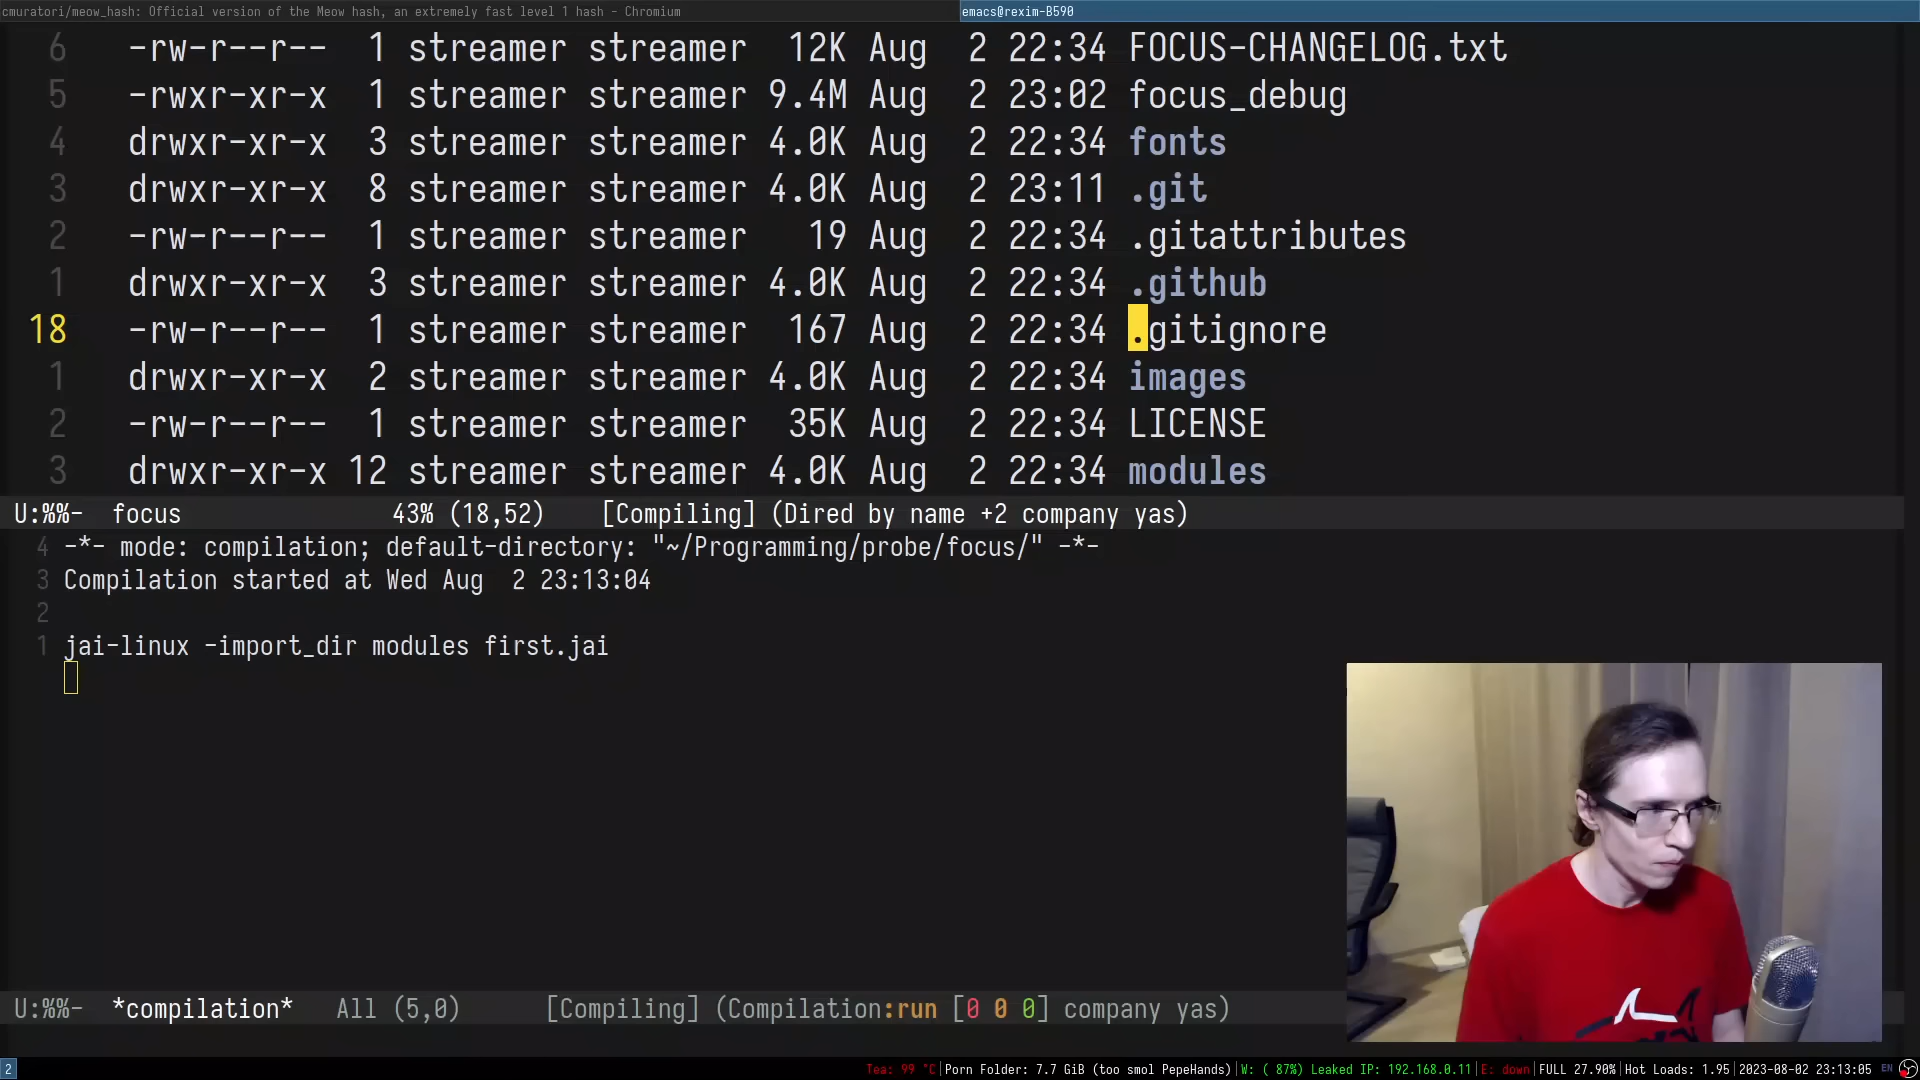 cmuratori/meow_hash: Official version of the Meow hash, an extremely fast level 1 hash - Chromium
emacs@rexim-B590
6 -rw-r--r-- 1 streamer streamer 12K Aug 2 22:34 FOCUS-CHANGELOG.txt
5 -rwxr-xr-x 1 streamer streamer 9.4M Aug 2 23:02 focus_debug
4 drwxr-xr-x 3 streamer streamer 4.0K Aug 2 22:34 fonts
3 drwxr-xr-x 8 streamer streamer 4.0K Aug 2 23:11 .git
2 -rw-r--r-- 1 streamer streamer 19 Aug 2 22:34 .gitattributes
1 drwxr-xr-x 3 streamer streamer 4.0K Aug 2 22:34 .github
18 -rw-r--r-- 1 streamer streamer 167 Aug 2 22:34 .gitignore
1 drwxr-xr-x 2 streamer streamer 4.0K Aug 2 22:34 images
2 -rw-r--r-- 1 streamer streamer 35K Aug 2 22:34 LICENSE
3 drwxr-xr-x 12 streamer streamer 4.0K Aug 2 22:34 modules
U:%%- focus 43% (18,52) [Compiling] (Dired by name +2 company yas)
4 -*- mode: compilation; default-directory: "~/Programming/probe/focus/" -*-
3 Compilation started at Wed Aug 2 23:13:04
2
1 jai-linux -import_dir modules first.jai
U:%%- *compilation* All (5,0) [Compiling] (Compilation:run [0 0 0] company yas)
2 Tea: 99 °C|Porn Folder: 7.7 GiB (too smol PepeHands)|W: ( 87%) Leaked IP: 192.168.0.11|E: down|FULL 27.90%|Hot Loads: 1.95|2023-08-02 23:13:05 EN